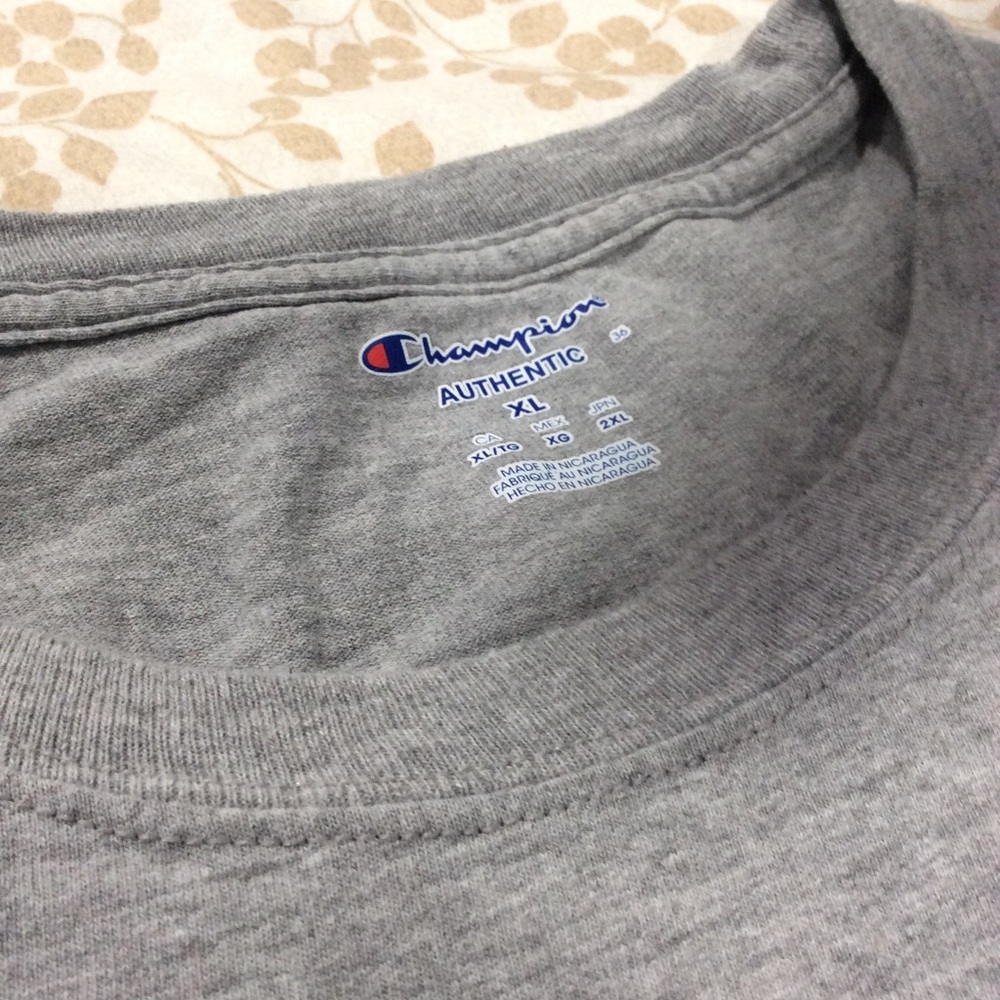 Champion
36
AUTHENTIC
XL
CA MEX JPN
XL/TG XG 2XL
MADE IN NICARAGUA
FABRIQUÉ AU NICARAGUA
HECHO EN NICARAGUA